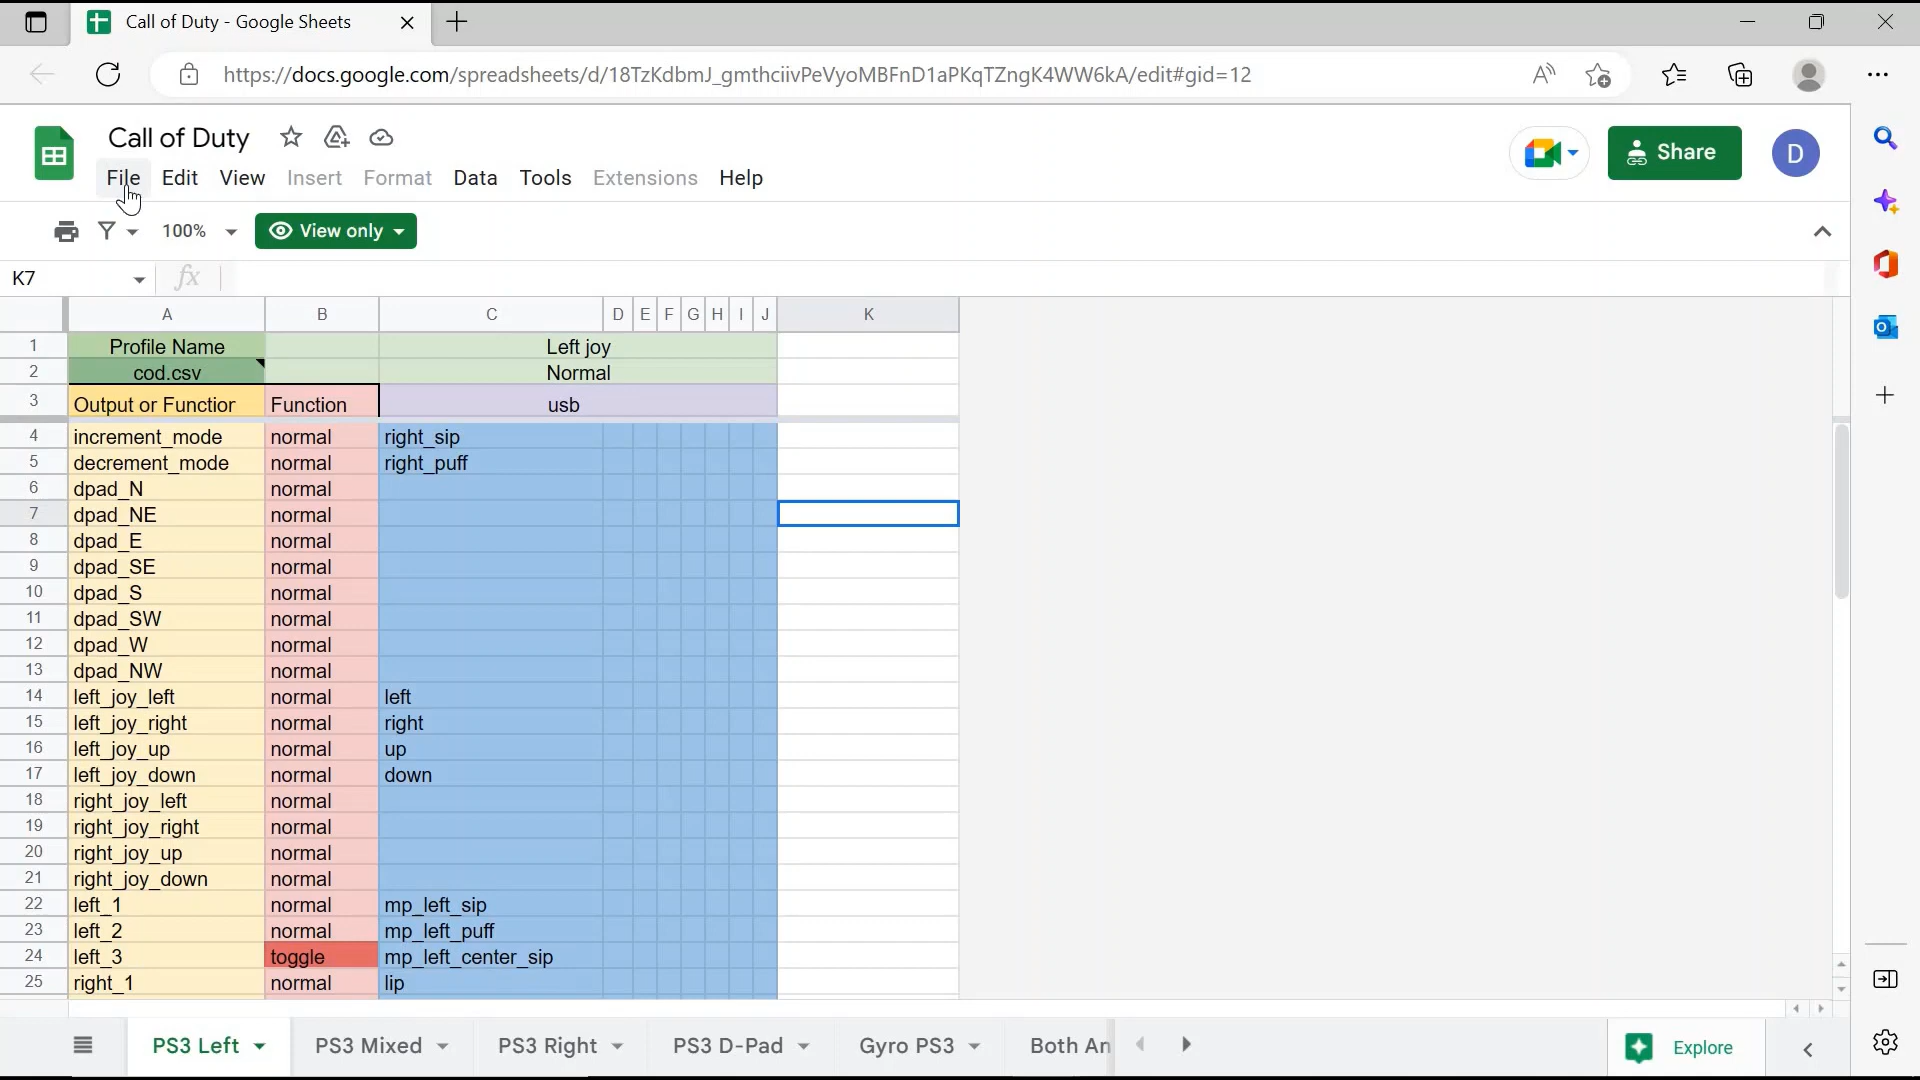 Call of Duty - Google Sheets
https://docs.google.com/spreadsheets/d/18TzKdbmJ_gmthciivPeVyoMBFnD1aPKqTZngK4WW6kA/edit#gid=12
Call of Duty
Share
D
File Edit View Insert Format Data Tools Extensions Help
100% View only
K7 fx
A B C D E F G H I J K
1 Profile Name Left joy
2 cod.csv Normal
3 Output or Function Function usb
4 increment_mode normal right_sip
5 decrement_mode normal right_puff
6 dpad_N normal
7 dpad_NE normal
8 dpad_E normal
9 dpad_SE normal
10 dpad_S normal
11 dpad_SW normal
12 dpad_W normal
13 dpad_NW normal
14 left_joy_left normal left
15 left_joy_right normal right
16 left_joy_up normal up
17 left_joy_down normal down
18 right_joy_left normal
19 right_joy_right normal
20 right_joy_up normal
21 right_joy_down normal
22 left_1 normal mp_left_sip
23 left_2 normal mp_left_puff
24 left_3 toggle mp_left_center_sip
25 right_1 normal lip
PS3 Left PS3 Mixed PS3 Right PS3 D-Pad Gyro PS3 Both An Explore